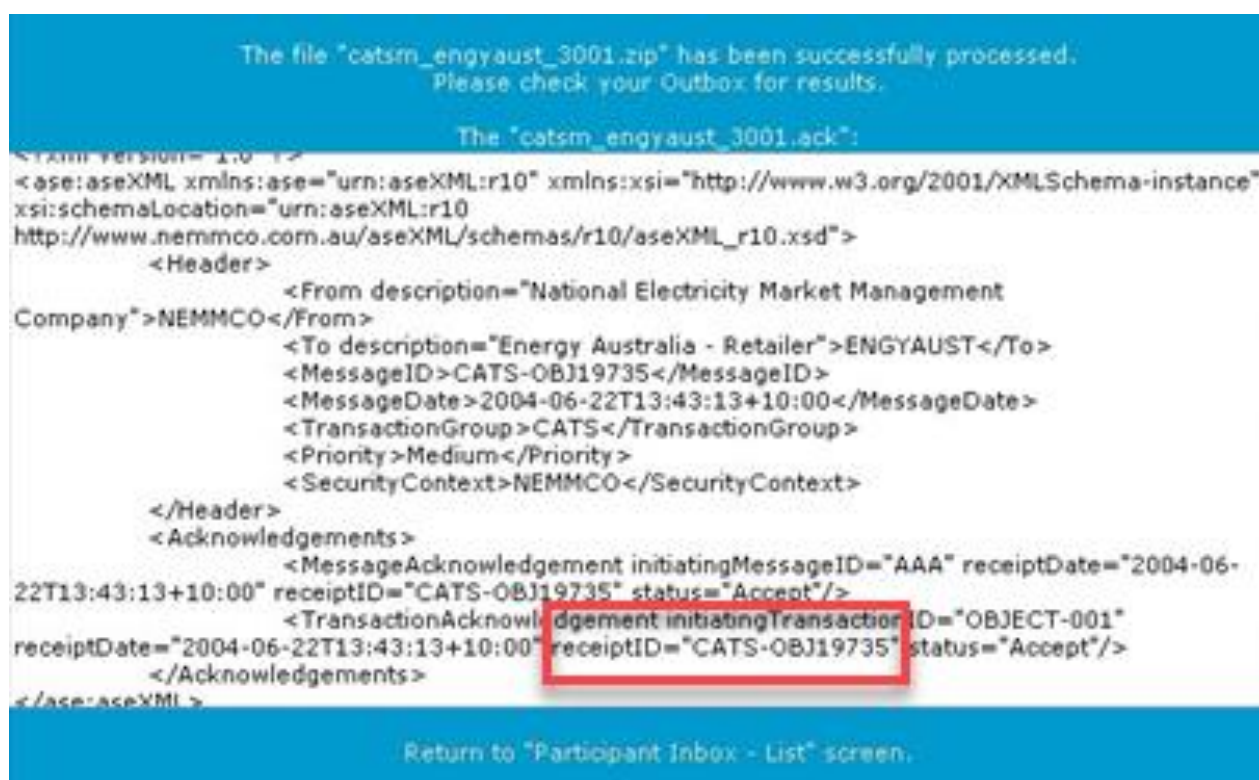 The file "catsm_engyaust_3001.zip" has been successfully processed.
Please check your Outbox for results.
The "catsm_engyaust_3001.ack":
<?xml version="1.0"?>
<ase:aseXML xmlns:ase="urn:aseXML:r10" xmlns:xsi="http://www.w3.org/2001/XMLSchema-instance"
xsi:schemaLocation="urn:aseXML:r10
http://www.nemmco.com.au/aseXML/schemas/r10/aseXML_r10.xsd">
<Header>
<From description="National Electricity Market Management
Company">NEMMCO</From>
<To description="Energy Australia - Retailer">ENGYAUST</To>
<MessageID>CATS-OBJ19735</MessageID>
<MessageDate>2004-06-22T13:43:13+10:00</MessageDate>
<TransactionGroup>CATS</TransactionGroup>
<Priority>Medium</Priority>
<SecurityContext>NEMMCO</SecurityContext>
</Header>
<Acknowledgements>
<MessageAcknowledgement initiatingMessageID="AAA" receiptDate="2004-06-
22T13:43:13+10:00" receiptID="CATS-OBJ19735" status="Accept"/>
<TransactionAcknowledgement initiatingTransactionID="OBJECT-001"
receiptDate="2004-06-22T13:43:13+10:00" receiptID="CATS-OBJ19735" status="Accept"/>
</Acknowledgements>
</ase:aseXML>
Return to "Participant Inbox - List" screen.